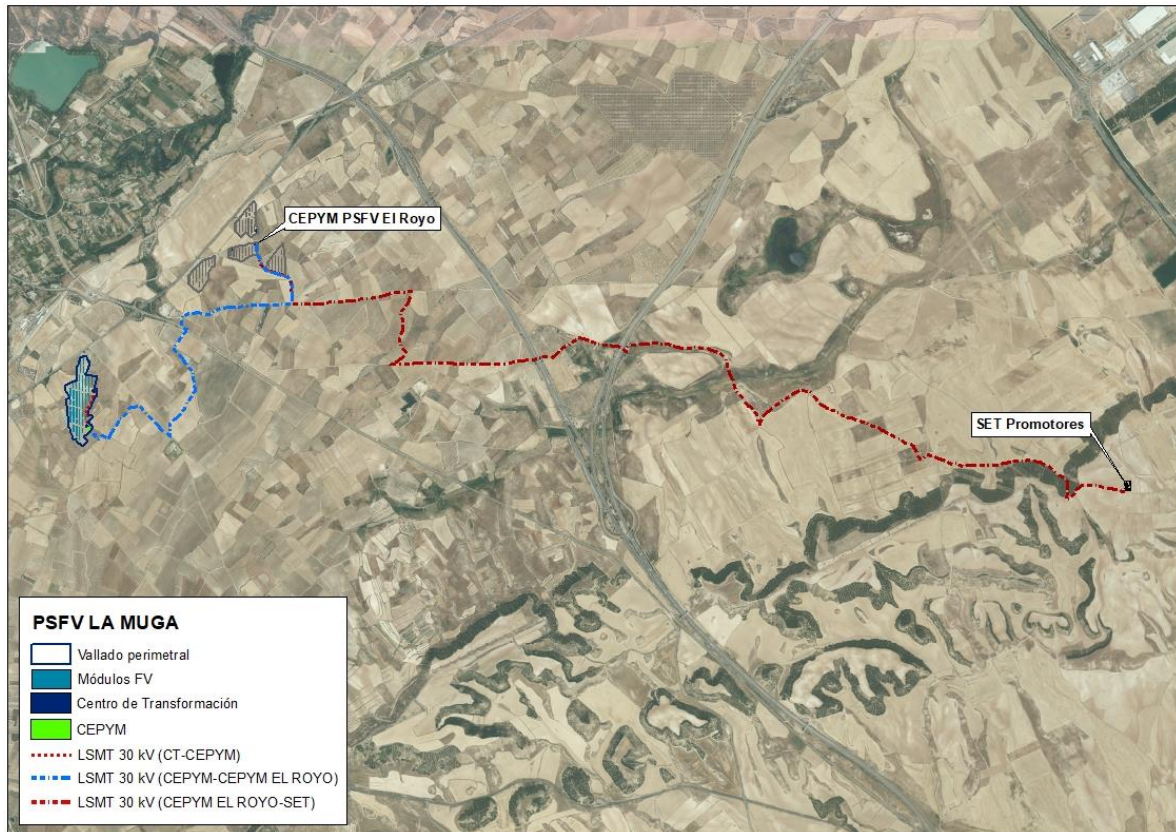 CEPYM PSFV El Royo
SET Promotores
PSFV LA MUGA
Vallado perimetral
Módulos FV
Centro de Transformación
CEPYM
LSMT 30 kV (CT-CEPYM)
LSMT 30 kV (CEPYM-CEPYM EL ROYO)
LSMT 30 kV (CEPYM EL ROYO-SET)